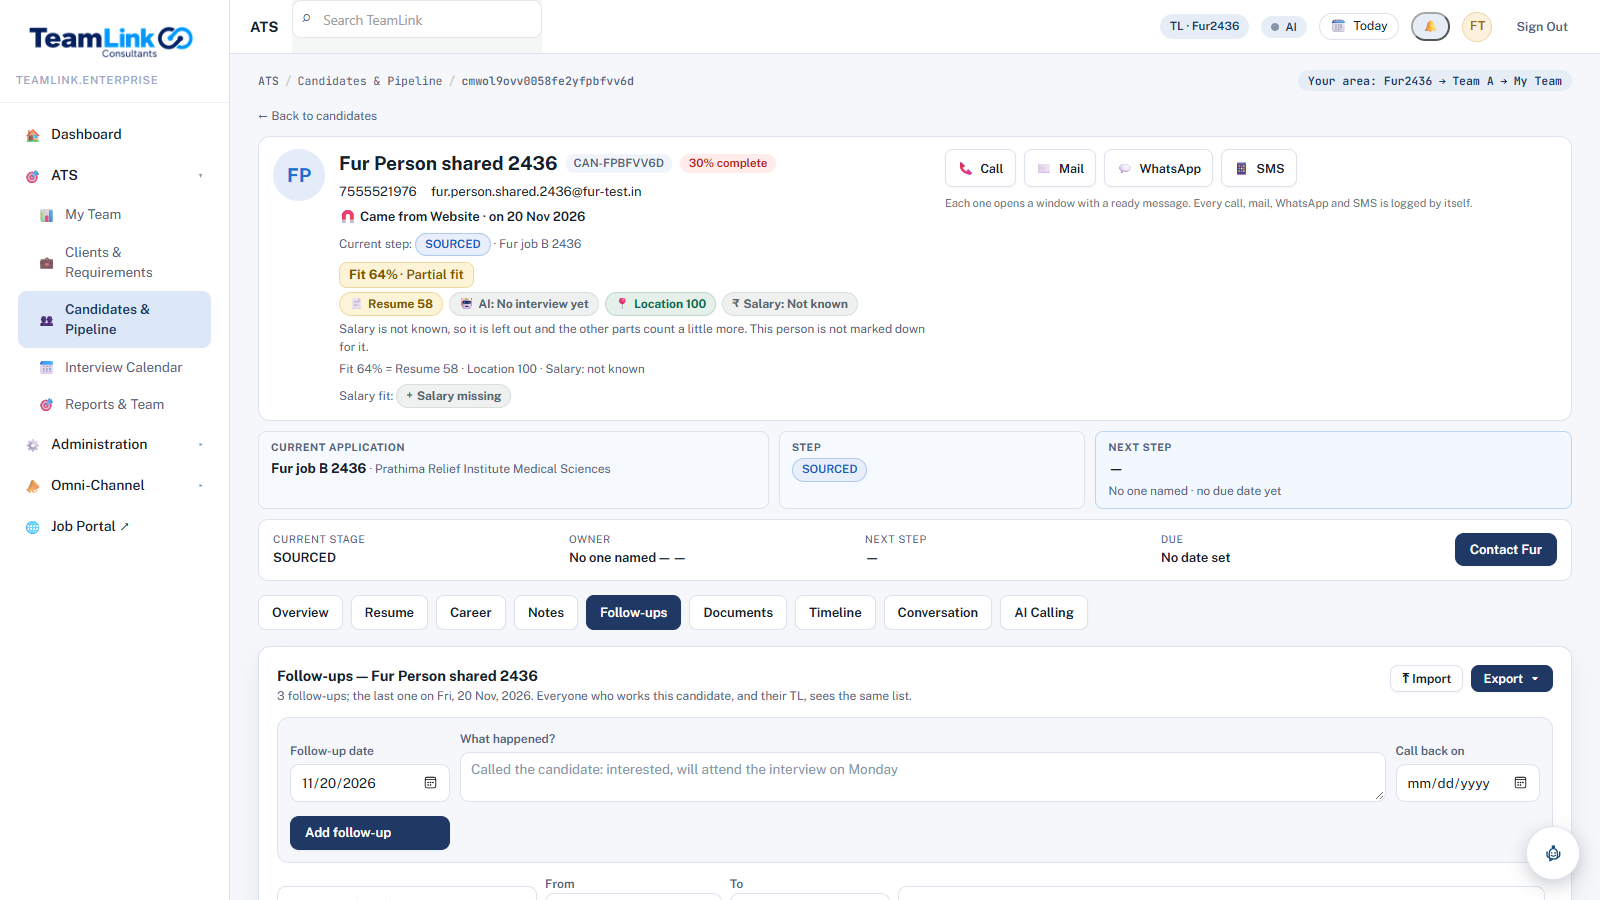 TeamLink
Consultants
TEAMLINK.ENTERPRISE
Dashboard
ATS
My Team
Clients &
Requirements
Candidates &
Pipeline
Interview Calendar
Reports & Team
Administration
Omni-Channel
Job Portal ↗
ATS
Search TeamLink
TL · Fur2436
AI
Today
FT
Sign Out
ATS / Candidates & Pipeline / cmwol9ovv0058fe2yfpbfvv6d
Your area: Fur2436 → Team A → My Team
← Back to candidates
FP
Fur Person shared 2436 CAN-FPBFVV6D 30% complete
7555521976 fur.person.shared.2436@fur-test.in
Came from Website · on 20 Nov 2026
Current step: SOURCED · Fur job B 2436
Fit 64% · Partial fit
Resume 58 AI: No interview yet Location 100 ₹ Salary: Not known
Salary is not known, so it is left out and the other parts count a little more. This person is not marked down
for it.
Fit 64% = Resume 58 · Location 100 · Salary: not known
Salary fit: + Salary missing
Call Mail WhatsApp SMS
Each one opens a window with a ready message. Every call, mail, WhatsApp and SMS is logged by itself.
CURRENT APPLICATION
Fur job B 2436 · Prathima Relief Institute Medical Sciences
STEP
SOURCED
NEXT STEP
—
No one named · no due date yet
CURRENT STAGE
SOURCED
OWNER
No one named — —
NEXT STEP
—
DUE
No date set
Contact Fur
Overview Resume Career Notes Follow-ups Documents Timeline Conversation AI Calling
Follow-ups — Fur Person shared 2436
3 follow-ups; the last one on Fri, 20 Nov, 2026. Everyone who works this candidate, and their TL, sees the same list.
Import
Export
Follow-up date
11/20/2026
What happened?
Called the candidate: interested, will attend the interview on Monday
Call back on
mm/dd/yyyy
Add follow-up
From
To